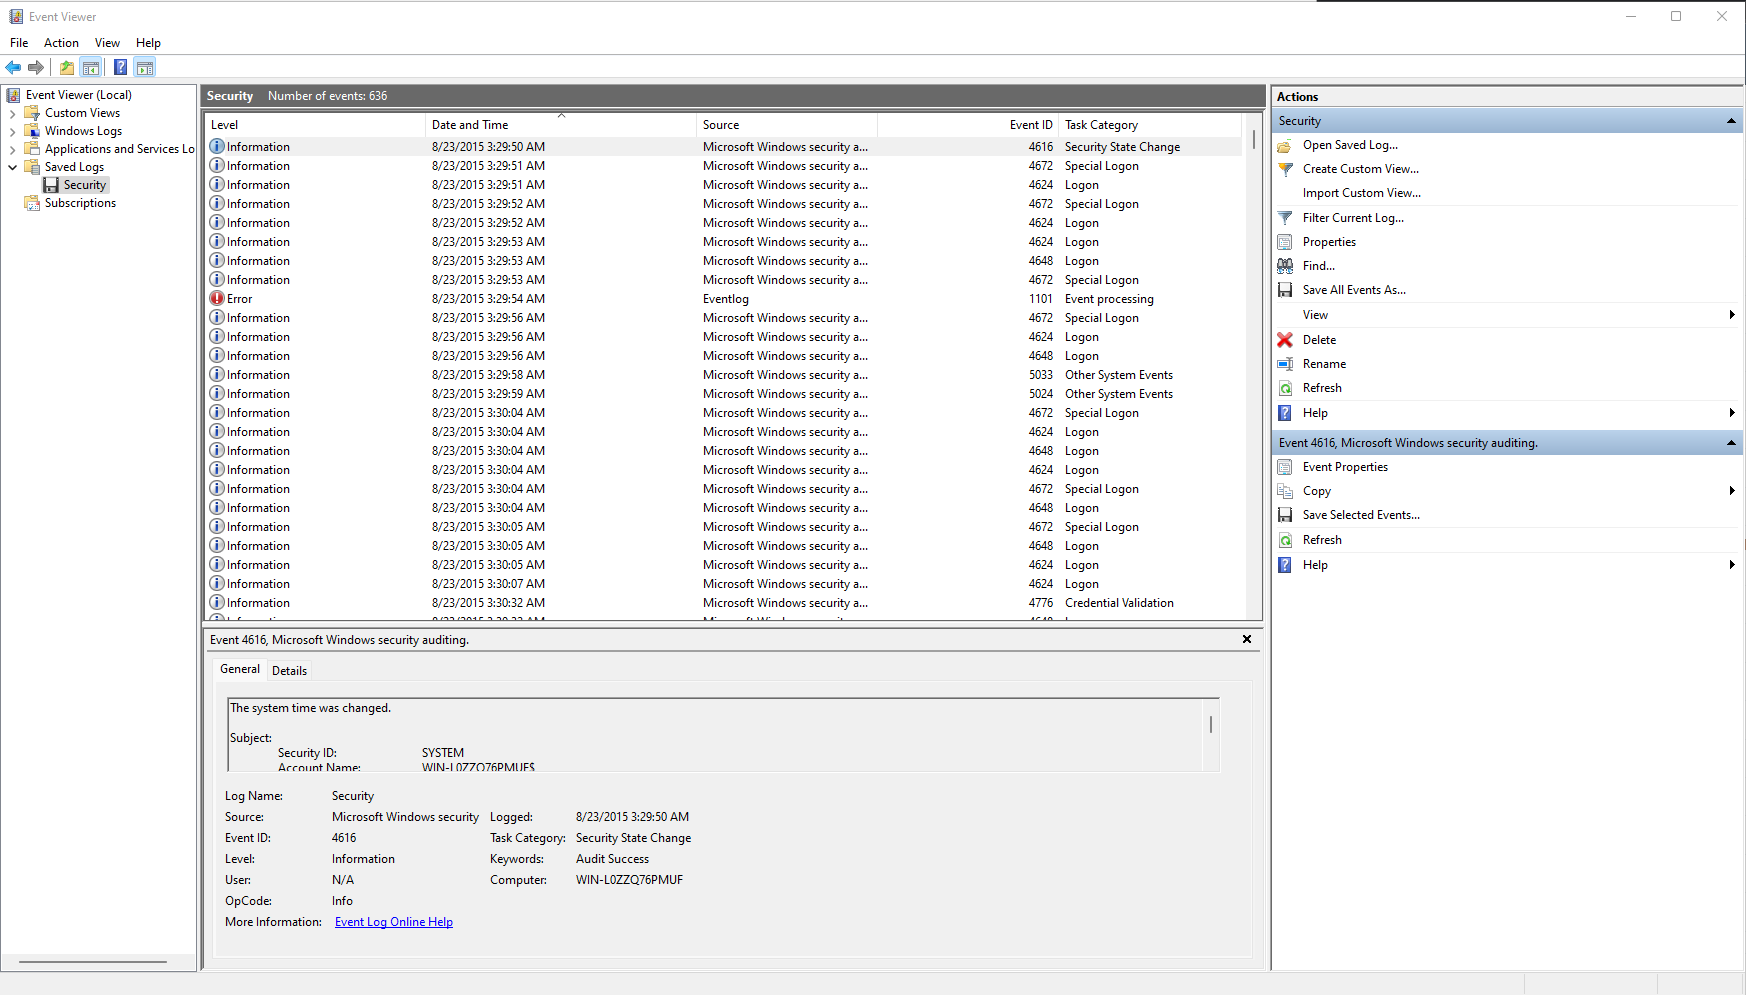 Event Viewer
File Action View Help
Event Viewer (Local)
Custom Views
Windows Logs
Applications and Services Lo
Saved Logs
Security
Subscriptions
Security Number of events: 636
Level Date and Time Source Event ID Task Category
Information 8/23/2015 3:29:50 AM Microsoft Windows security a... 4616 Security State Change
Information 8/23/2015 3:29:51 AM Microsoft Windows security a... 4672 Special Logon
Information 8/23/2015 3:29:51 AM Microsoft Windows security a... 4624 Logon
Information 8/23/2015 3:29:52 AM Microsoft Windows security a... 4672 Special Logon
Information 8/23/2015 3:29:52 AM Microsoft Windows security a... 4624 Logon
Information 8/23/2015 3:29:53 AM Microsoft Windows security a... 4624 Logon
Information 8/23/2015 3:29:53 AM Microsoft Windows security a... 4648 Logon
Information 8/23/2015 3:29:53 AM Microsoft Windows security a... 4672 Special Logon
Error 8/23/2015 3:29:54 AM Eventlog 1101 Event processing
Information 8/23/2015 3:29:56 AM Microsoft Windows security a... 4672 Special Logon
Information 8/23/2015 3:29:56 AM Microsoft Windows security a... 4624 Logon
Information 8/23/2015 3:29:56 AM Microsoft Windows security a... 4648 Logon
Information 8/23/2015 3:29:58 AM Microsoft Windows security a... 5033 Other System Events
Information 8/23/2015 3:29:59 AM Microsoft Windows security a... 5024 Other System Events
Information 8/23/2015 3:30:04 AM Microsoft Windows security a... 4672 Special Logon
Information 8/23/2015 3:30:04 AM Microsoft Windows security a... 4624 Logon
Information 8/23/2015 3:30:04 AM Microsoft Windows security a... 4648 Logon
Information 8/23/2015 3:30:04 AM Microsoft Windows security a... 4624 Logon
Information 8/23/2015 3:30:04 AM Microsoft Windows security a... 4672 Special Logon
Information 8/23/2015 3:30:04 AM Microsoft Windows security a... 4648 Logon
Information 8/23/2015 3:30:05 AM Microsoft Windows security a... 4672 Special Logon
Information 8/23/2015 3:30:05 AM Microsoft Windows security a... 4648 Logon
Information 8/23/2015 3:30:05 AM Microsoft Windows security a... 4624 Logon
Information 8/23/2015 3:30:07 AM Microsoft Windows security a... 4624 Logon
Information 8/23/2015 3:30:32 AM Microsoft Windows security a... 4776 Credential Validation
Event 4616, Microsoft Windows security auditing.
General Details
The system time was changed.
Subject:
Security ID: SYSTEM
Account Name: WIN-L0ZZQ76PMUF$
Log Name: Security
Source: Microsoft Windows security Logged: 8/23/2015 3:29:50 AM
Event ID: 4616 Task Category: Security State Change
Level: Information Keywords: Audit Success
User: N/A Computer: WIN-L0ZZQ76PMUF
OpCode: Info
More Information: Event Log Online Help
Actions
Security
Open Saved Log...
Create Custom View...
Import Custom View...
Filter Current Log...
Properties
Find...
Save All Events As...
View
Delete
Rename
Refresh
Help
Event 4616, Microsoft Windows security auditing.
Event Properties
Copy
Save Selected Events...
Refresh
Help